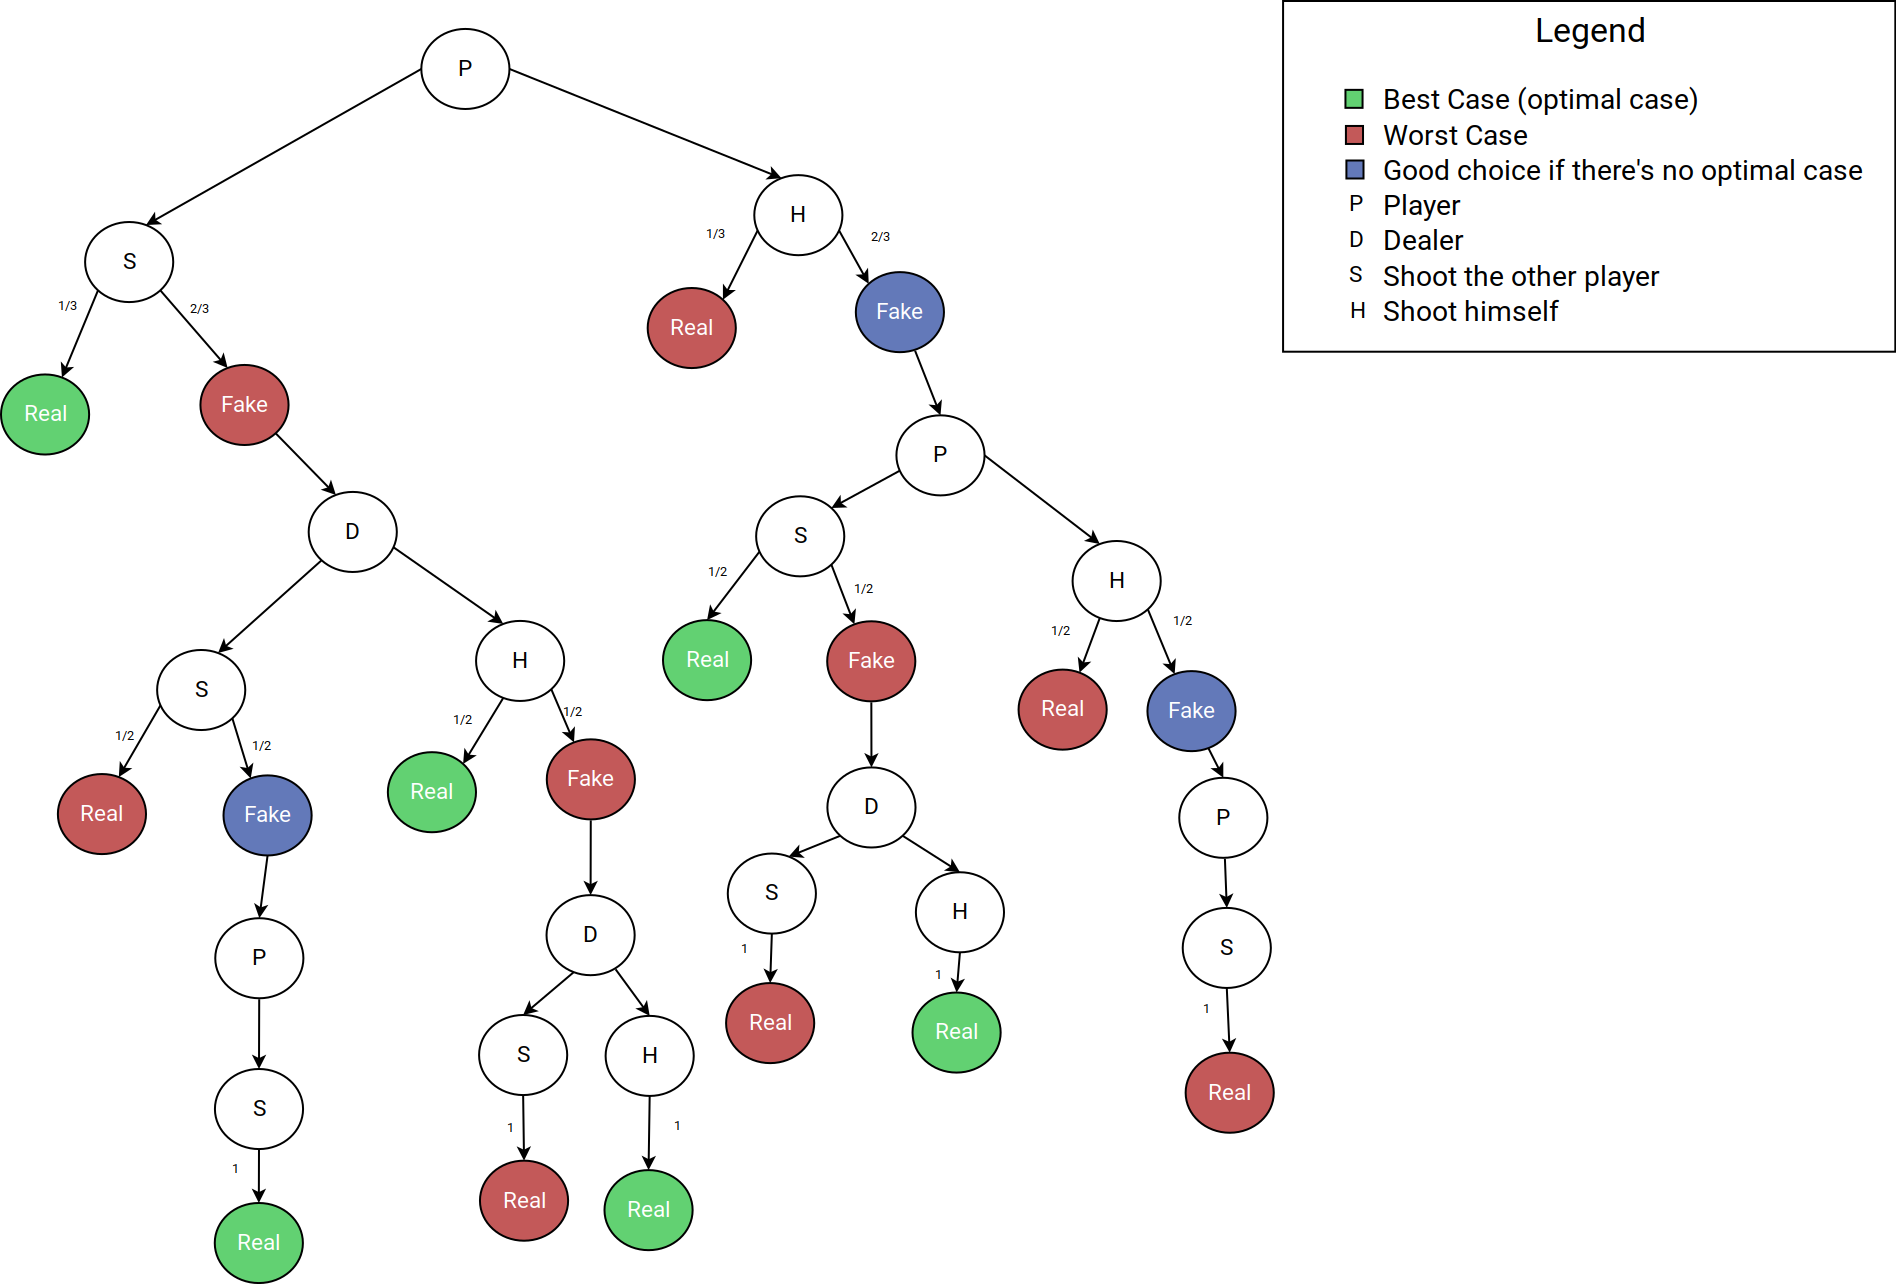 Legend
Best Case (optimal case)
Worst Case
Good choice if there's no optimal case
P Player
D Dealer
S Shoot the other player
H Shoot himself
P
H
1/3
2/3
S
1/3
2/3
Real
Fake
Real
Fake
P
D
S
H
1/2
1/2
1/2
1/2
S
H
Real
Fake
Real
Fake
1/2
1/2
1/2
1/2
Real
Fake
Real
Fake
D
P
S
H
P
D
S
1
1
1
S
H
Real
Real
Real
S
1
1
1
Real
Real
Real